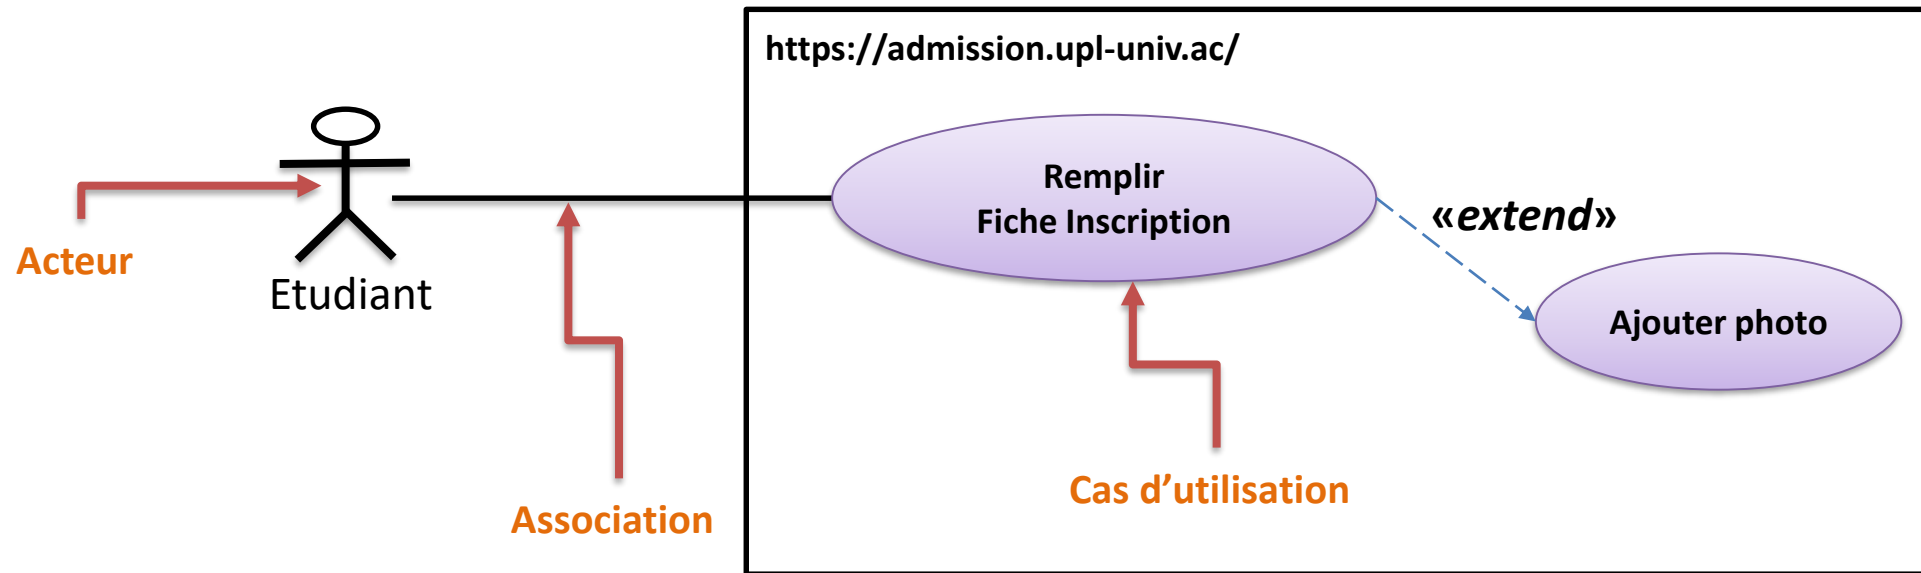 https://admission.upl-univ.ac/
Remplir
Fiche Inscription
«extend»
Acteur
Etudiant
Ajouter photo
Cas d’utilisation
Association